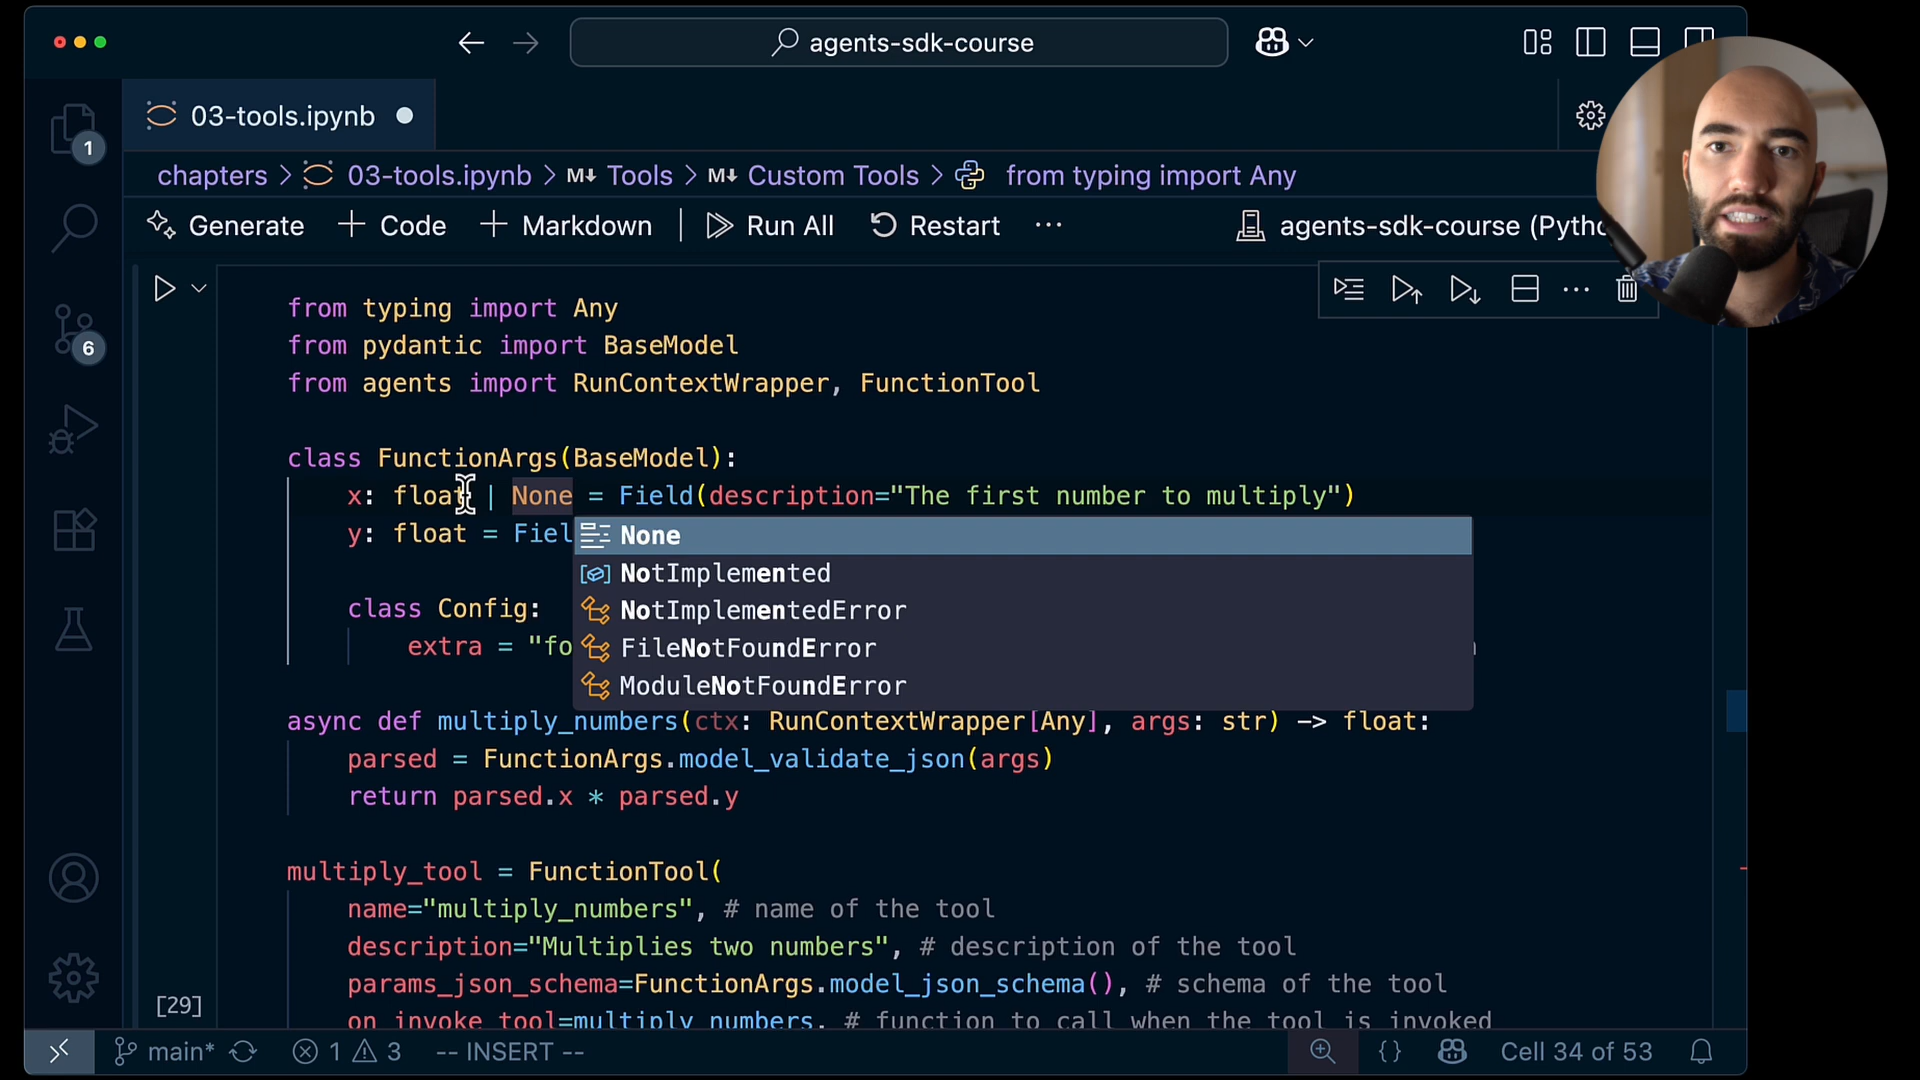 agents-sdk-course
03-tools.ipynb
1
chapters > 03-tools.ipynb > M↓ Tools > M↓ Custom Tools > from typing import Any
Generate + Code + Markdown | Run All Restart ···
agents-sdk-course (Pytho
from typing import Any
from pydantic import BaseModel
from agents import RunContextWrapper, FunctionTool
6
class FunctionArgs(BaseModel):
x: float | None = Field(description="The first number to multiply")
y: float = Fiel
None
NotImplemented
NotImplementedError
FileNotFoundError
ModuleNotFoundError
class Config:
extra = "fo
async def multiply_numbers(ctx: RunContextWrapper[Any], args: str) -> float:
parsed = FunctionArgs.model_validate_json(args)
return parsed.x * parsed.y
multiply_tool = FunctionTool(
name="multiply_numbers", # name of the tool
description="Multiplies two numbers", # description of the tool
params_json_schema=FunctionArgs.model_json_schema(), # schema of the tool
on_invoke_tool=multiply_numbers, # function to call when the tool is invoked
[29]
main* 1 3 -- INSERT -- {} Cell 34 of 53